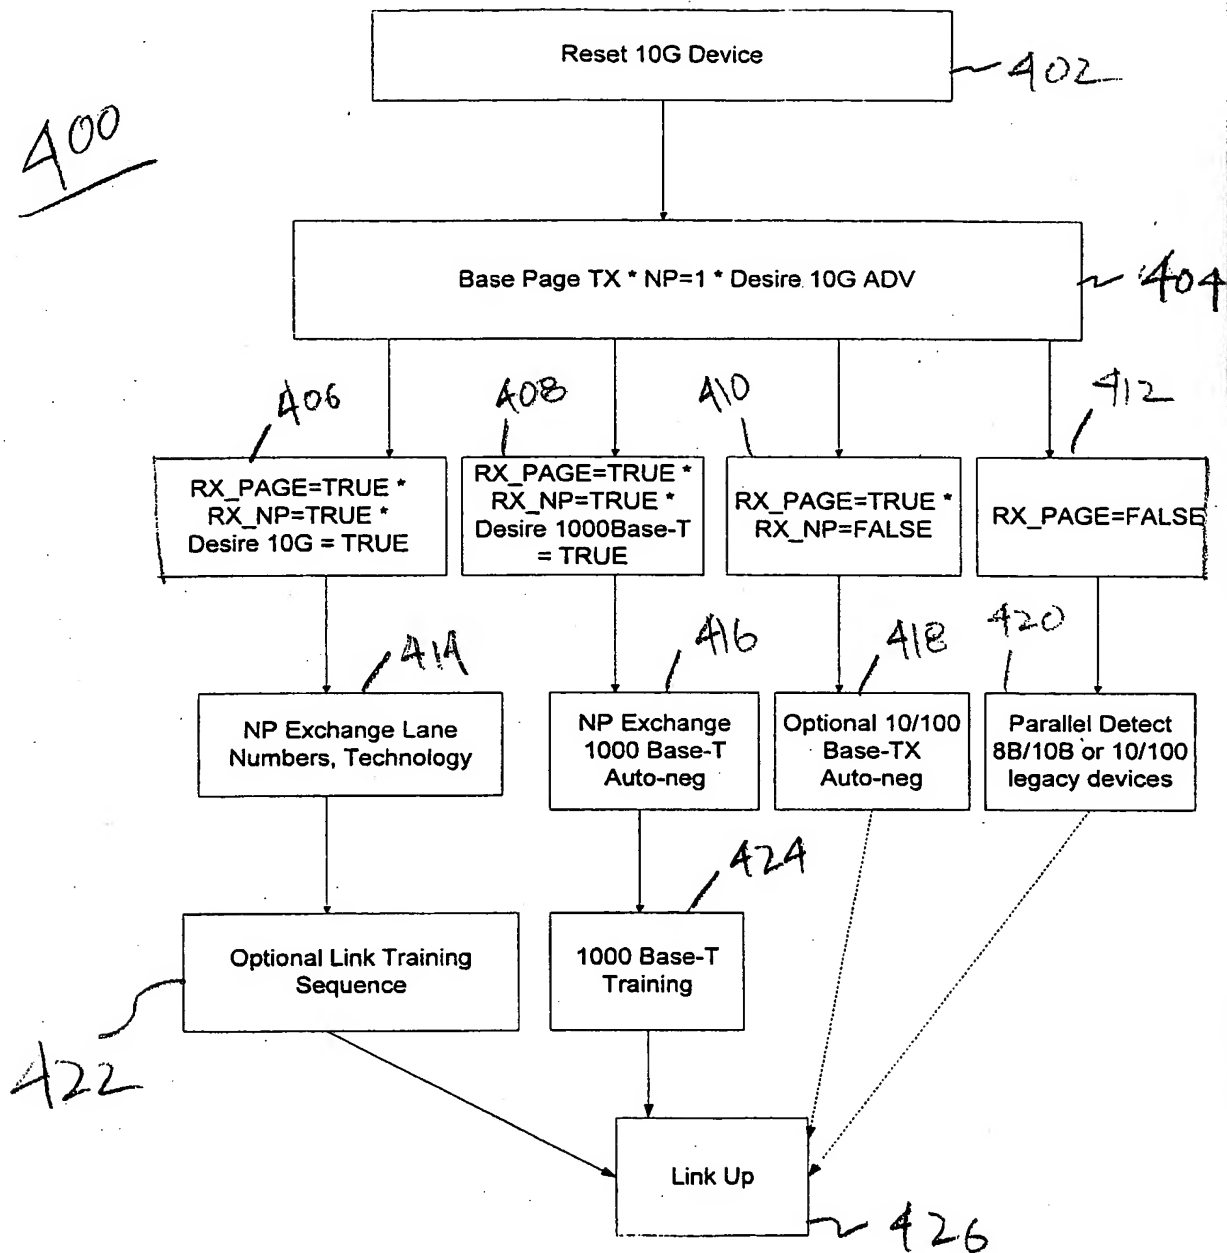 Reset 10G Device
402
400
Base Page TX * NP=1 * Desire 10G ADV
404
406
408
410
412
RX_PAGE=TRUE *
RX_NP=TRUE *
Desire 10G = TRUE
RX_PAGE=TRUE *
RX_NP=TRUE *
Desire 1000Base-T
= TRUE
RX_PAGE=TRUE *
RX_NP=FALSE
RX_PAGE=FALSE
414
416
418
420
NP Exchange Lane
Numbers, Technology
NP Exchange
1000 Base-T
Auto-neg
Optional 10/100
Base-TX
Auto-neg
Parallel Detect
8B/10B or 10/100
legacy devices
424
Optional Link Training
Sequence
1000 Base-T
Training
422
Link Up
426